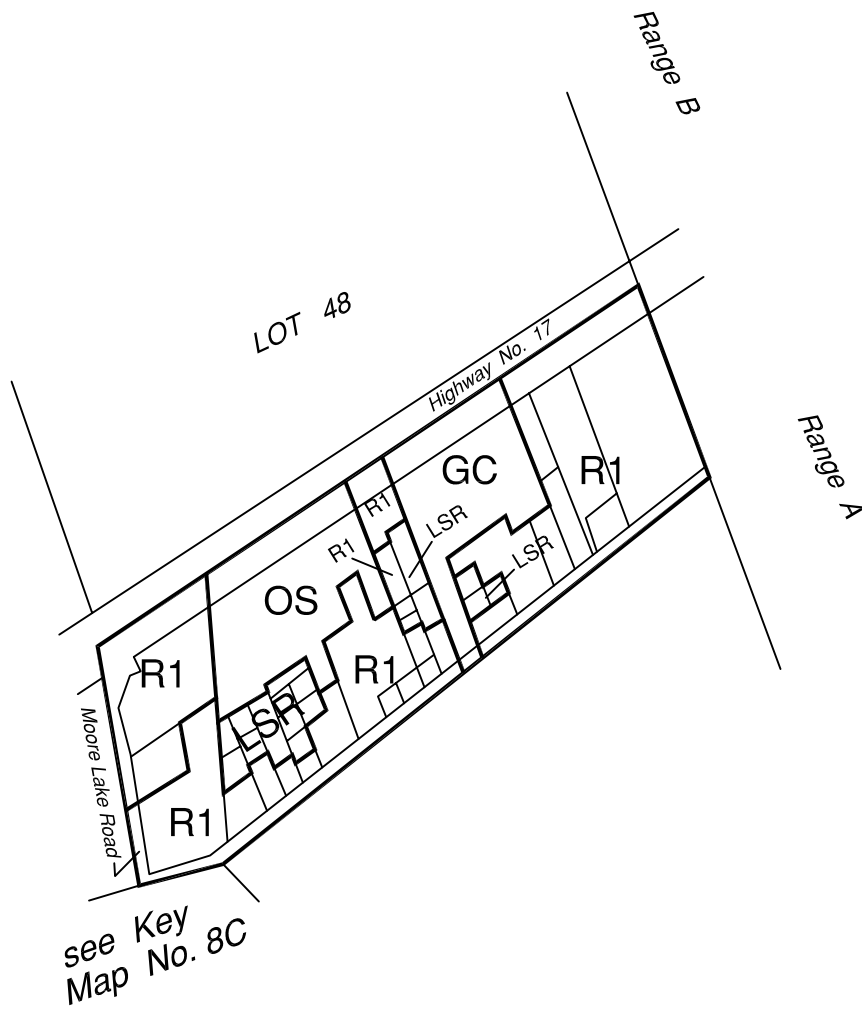 Range B
LOT 48
Highway No. 17
Range A
GC
R1
R1
LSR
R1
LSR
OS
R1
R1
LSR
Moore Lake Road
R1
see Key
Map No. 8C